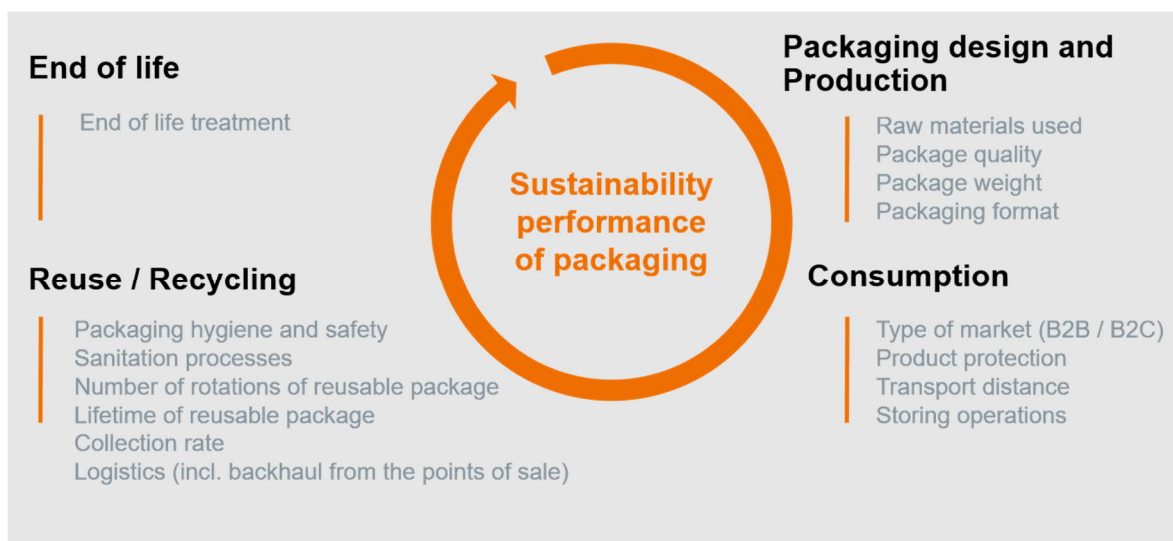 End of life
End of life treatment
Packaging design and
Production
Raw materials used
Package quality
Package weight
Packaging format
Sustainability
performance
of packaging
Reuse / Recycling
Packaging hygiene and safety
Sanitation processes
Number of rotations of reusable package
Lifetime of reusable package
Collection rate
Logistics (incl. backhaul from the points of sale)
Consumption
Type of market (B2B / B2C)
Product protection
Transport distance
Storing operations